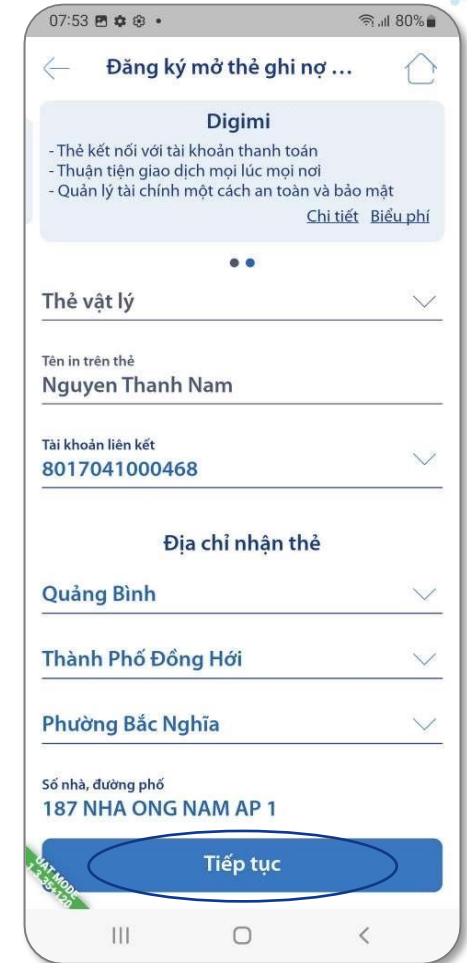 07:53
80%
Đăng ký mở thẻ ghi nợ ...
Digimi
- Thẻ kết nối với tài khoản thanh toán
- Thuận tiện giao dịch mọi lúc mọi nơi
- Quản lý tài chính một cách an toàn và bảo mật
Chi tiết Biểu phí
Thẻ vật lý
Tên in trên thẻ
Nguyen Thanh Nam
Tài khoản liên kết
8017041000468
Địa chỉ nhận thẻ
Quảng Bình
Thành Phố Đồng Hới
Phường Bắc Nghĩa
Số nhà, đường phố
187 NHA ONG NAM AP 1
Tiếp tục
UAT MODE
1.3.35+120